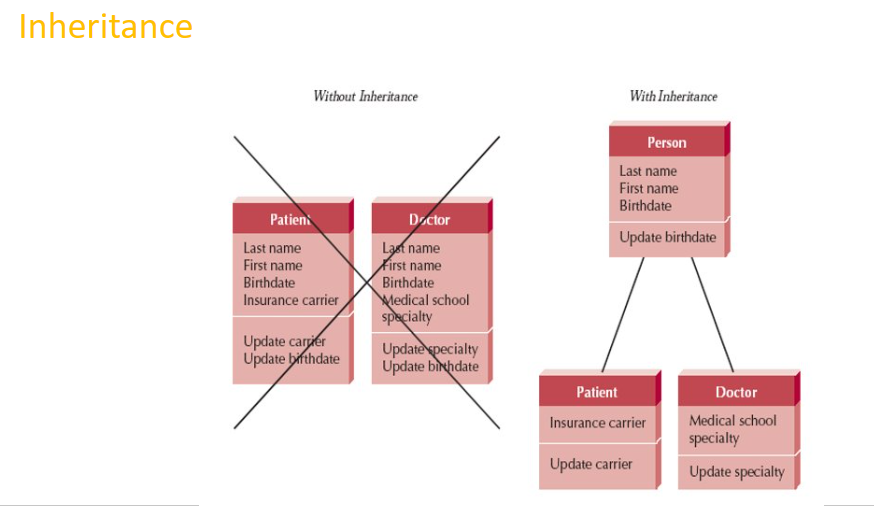 Inheritance
Without Inheritance
With Inheritance
Patient
Last name
First name
Birthdate
Insurance carrier
Update carrier
Update birthdate
Doctor
Last name
First name
Birthdate
Medical school
specialty
Update specialty
Update birthdate
Person
Last name
First name
Birthdate
Update birthdate
Patient
Insurance carrier
Update carrier
Doctor
Medical school
specialty
Update specialty